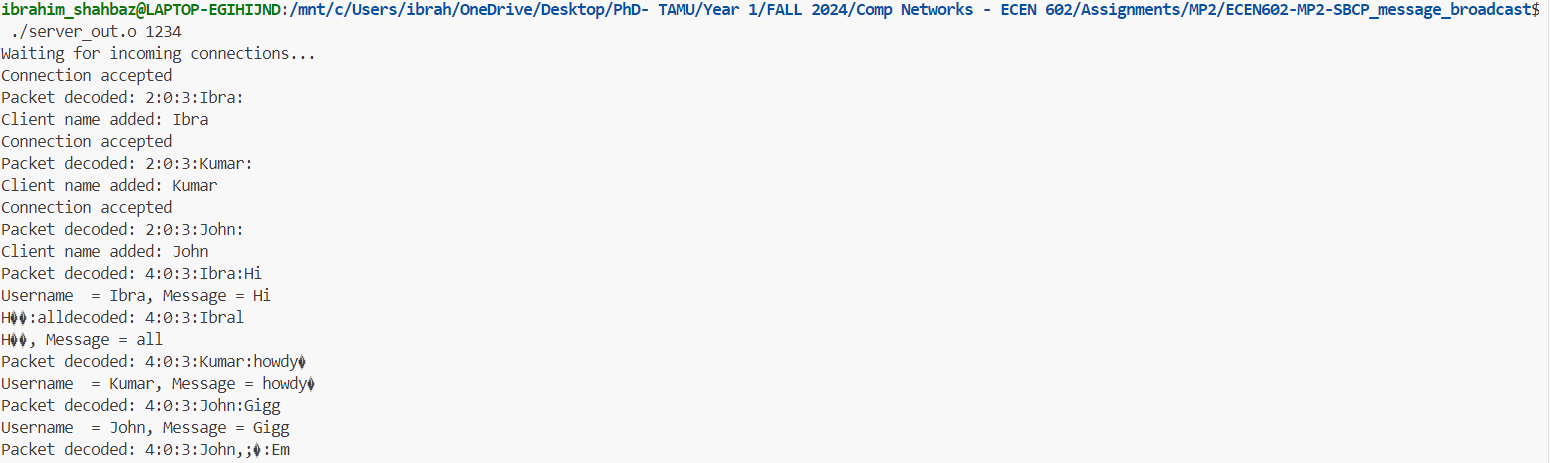 ibrahim_shahbaz@LAPTOP-EGIHIJND:/mnt/c/Users/ibrah/OneDrive/Desktop/PhD- TAMU/Year 1/FALL 2024/Comp Networks - ECEN 602/Assignments/MP2/ECEN602-MP2-SBCP_message_broadcast$
./server_out.o 1234
Waiting for incoming connections...
Connection accepted
Packet decoded: 2:0:3:Ibra:
Client name added: Ibra
Connection accepted
Packet decoded: 2:0:3:Kumar:
Client name added: Kumar
Connection accepted
Packet decoded: 2:0:3:John:
Client name added: John
Packet decoded: 4:0:3:Ibra:Hi
Username  = Ibra, Message = Hi
H��:alldecoded: 4:0:3:Ibral
H��, Message = all
Packet decoded: 4:0:3:Kumar:howdy�
Username  = Kumar, Message = howdy�
Packet decoded: 4:0:3:John:Gigg
Username  = John, Message = Gigg
Packet decoded: 4:0:3:John,;�:Em